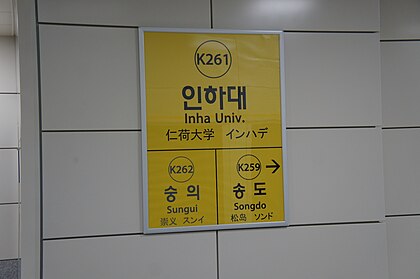 K261
인하대
Inha Univ.
仁荷大学 インハデ
K262
숭의
Sungui
崇义 スンイ
K259 →
송도
Songdo
松岛 ソンド